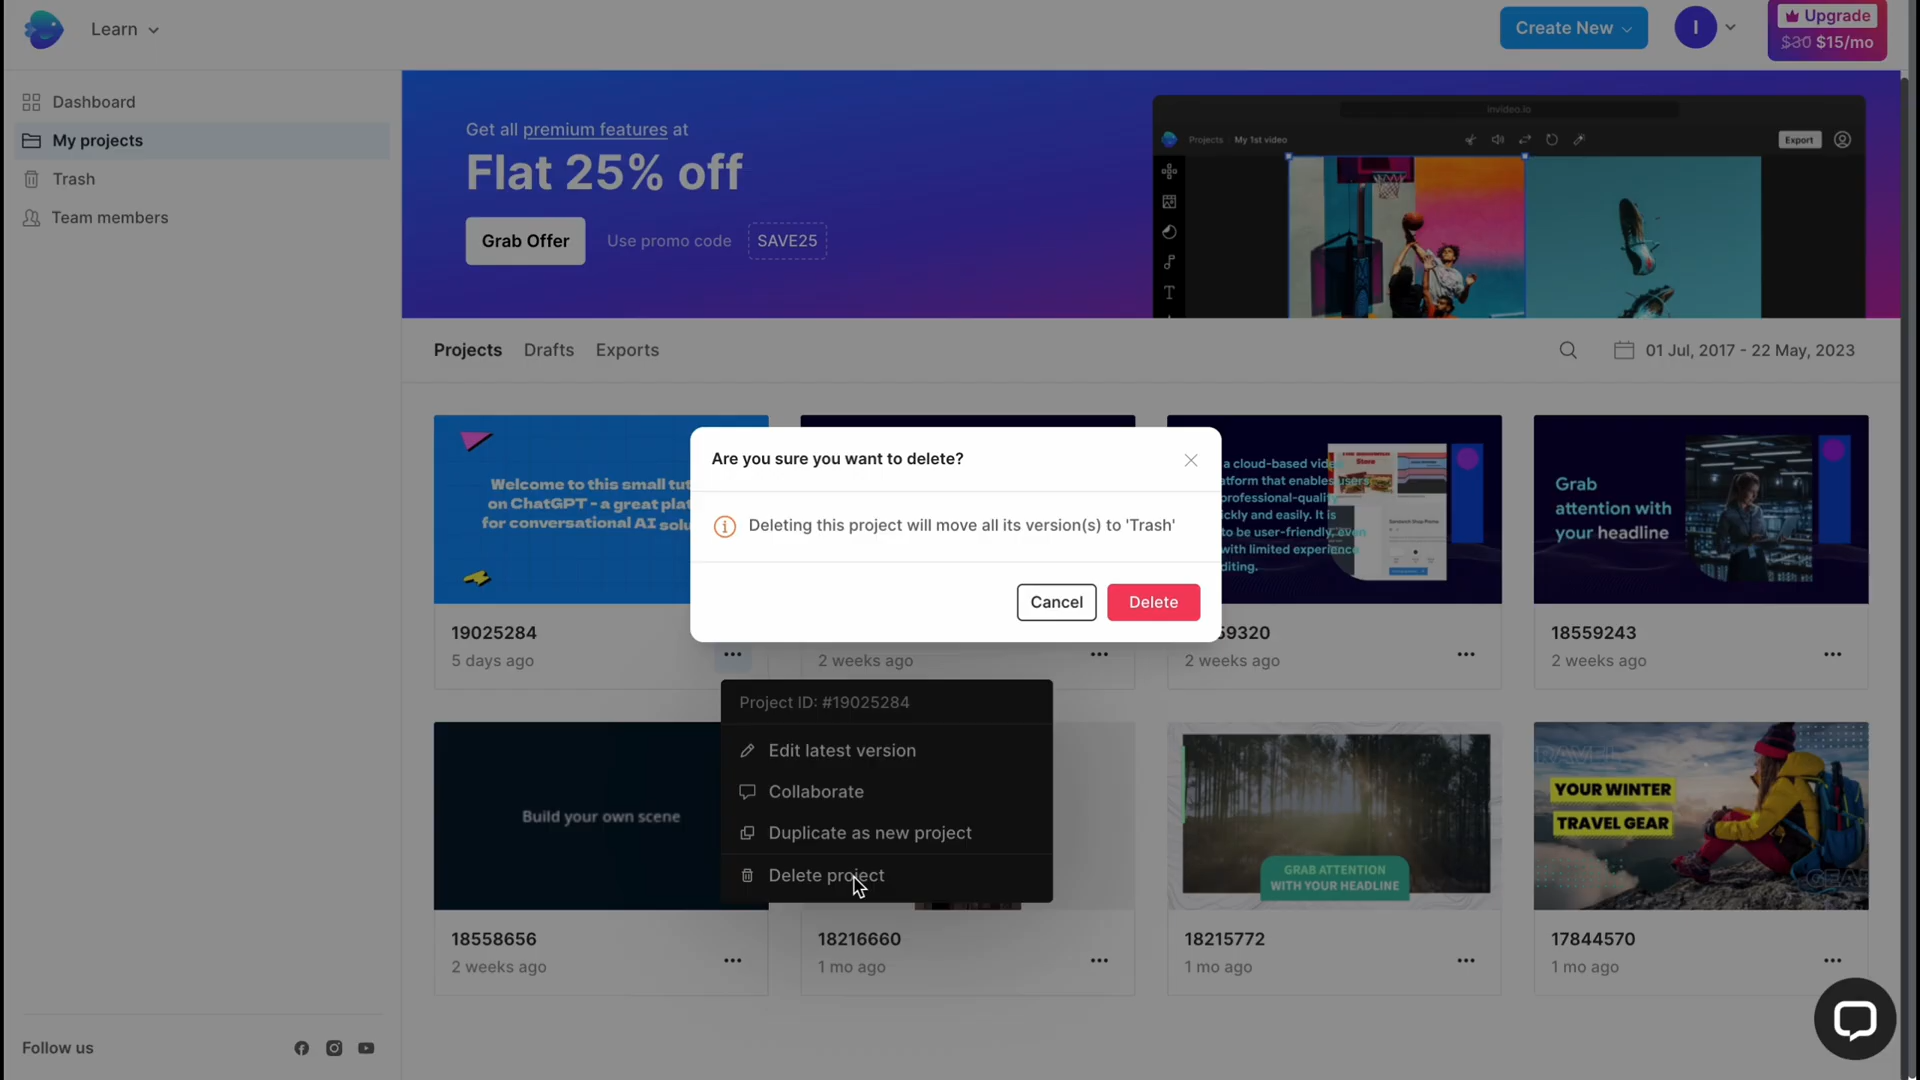 Learn
Create New
I
Upgrade
$30 $15/mo
Dashboard
My projects
Trash
Team members
Get all premium features at
Flat 25% off
Grab Offer
Use promo code
SAVE25
invideo.io
Projects
My 1st video
Export
Projects
Drafts
Exports
01 Jul, 2017 - 22 May, 2023
Welcome to this small tut
on ChatGPT - a great plat
for conversational AI solu
a cloud-based vide
atform that enables users
professional-quality
ickly and easily. It is
to be user-friendly, even
with limited experience
diting.
Grab
attention with
your headline
Are you sure you want to delete?
Deleting this project will move all its version(s) to 'Trash'
Cancel
Delete
19025284
5 days ago
2 weeks ago
59320
2 weeks ago
18559243
2 weeks ago
Project ID: #19025284
Edit latest version
Collaborate
Duplicate as new project
Delete project
Build your own scene
GRAB ATTENTION
WITH YOUR HEADLINE
YOUR WINTER
TRAVEL GEAR
GEAR
18558656
2 weeks ago
18216660
1 mo ago
18215772
1 mo ago
17844570
1 mo ago
Follow us